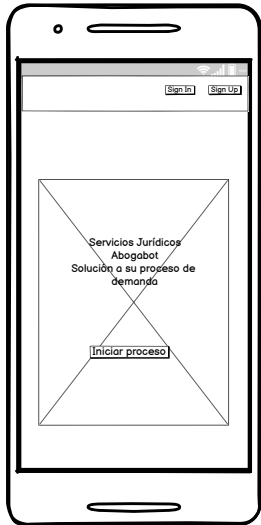 Sign In Sign Up
Servicios Jurídicos
Abogabot
Solución a su proceso de
demanda
Iniciar proceso